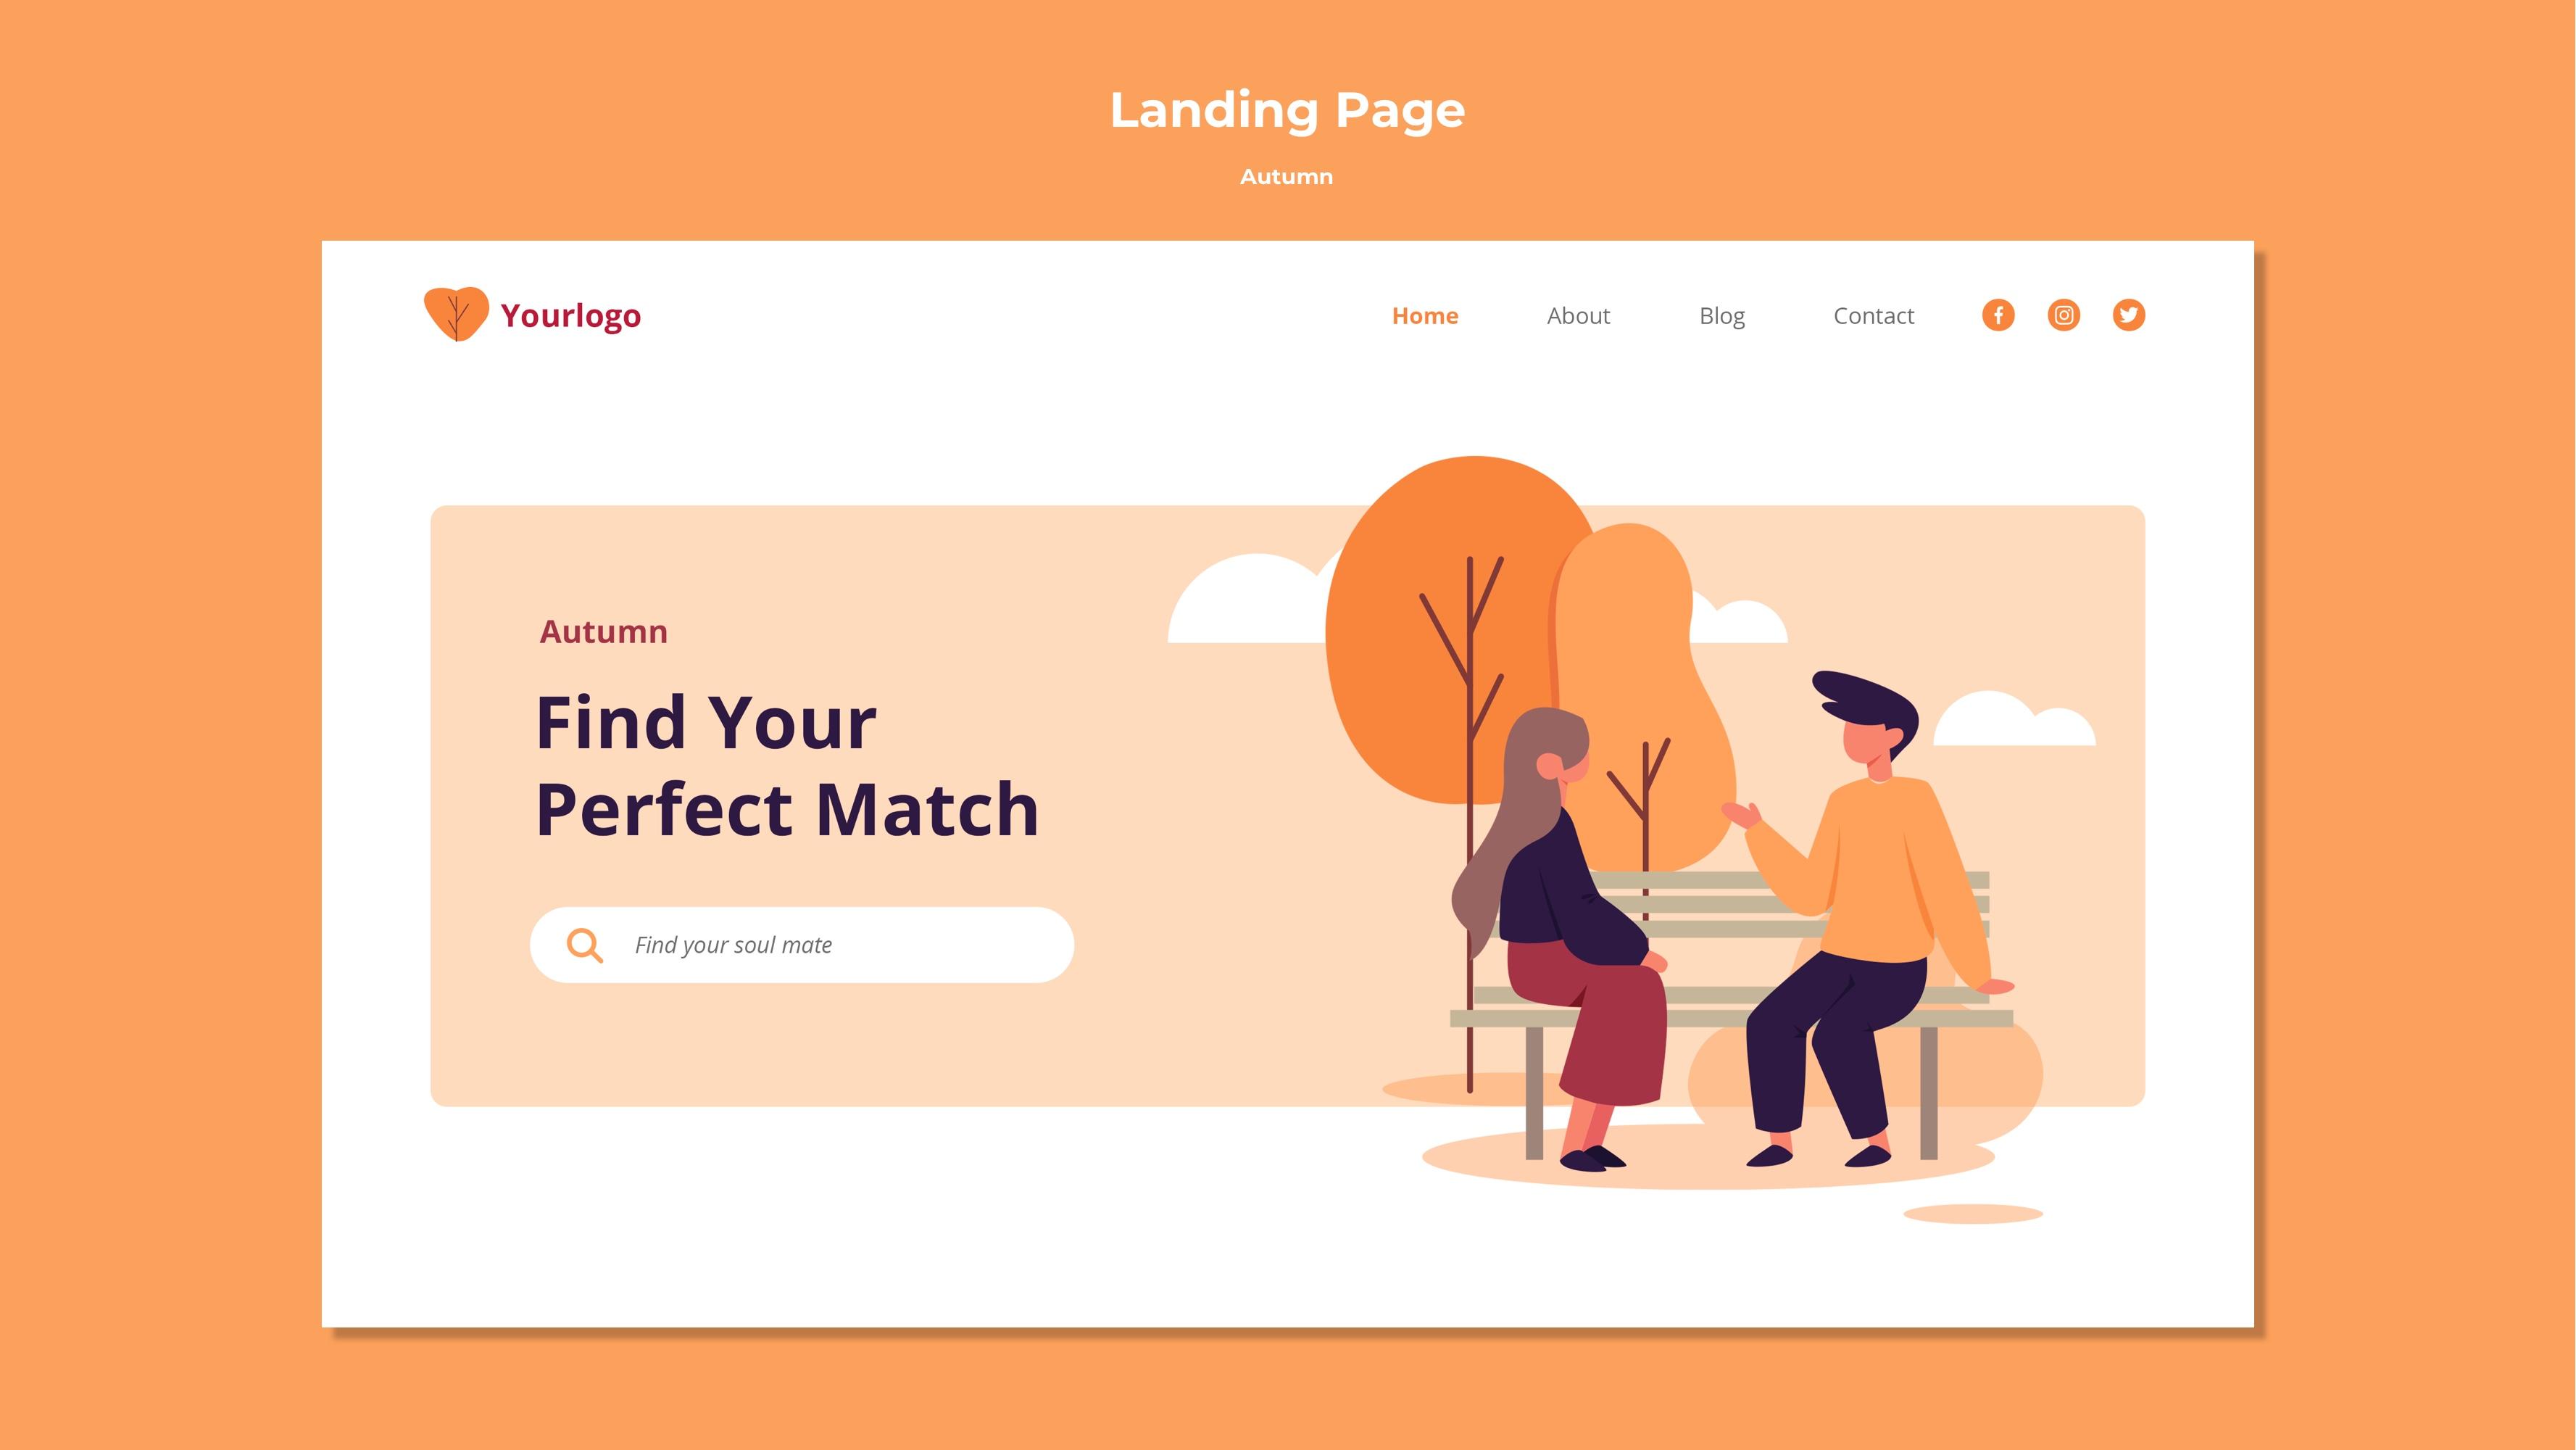 Landing Page
Autumn
Yourlogo
Home About Blog Contact
Autumn
Find Your
Perfect Match
Find your soul mate